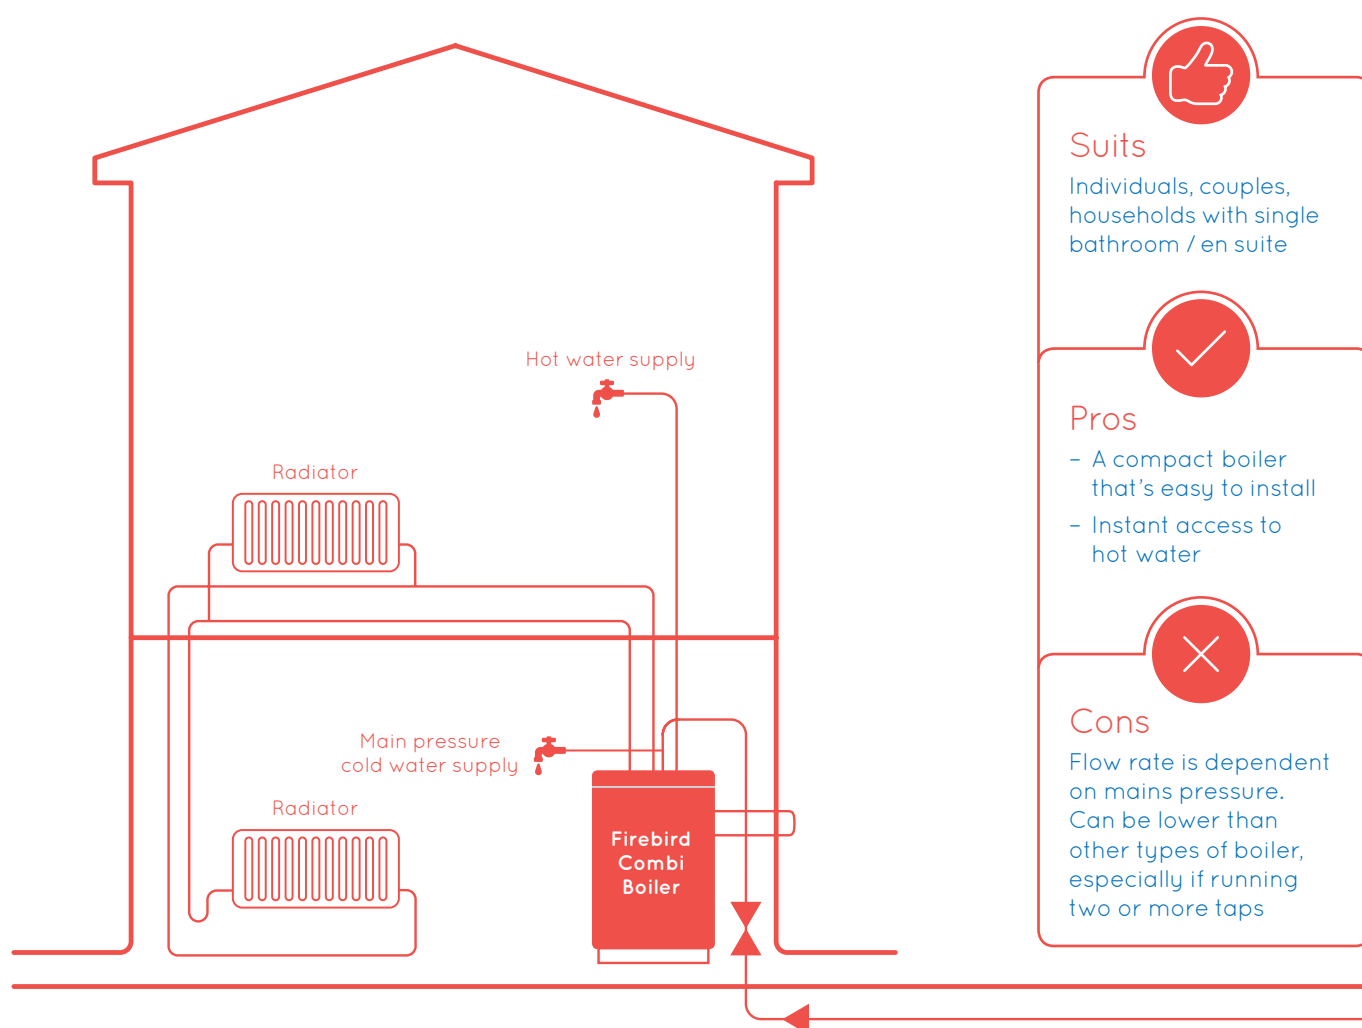 Hot water supply
Radiator
Main pressure
cold water supply
Radiator
Firebird
Combi
Boiler
Suits
Individuals, couples,
households with single
bathroom / en suite
Pros
– A compact boiler
that's easy to install
– Instant access to
hot water
Cons
Flow rate is dependent
on mains pressure.
Can be lower than
other types of boiler,
especially if running
two or more taps